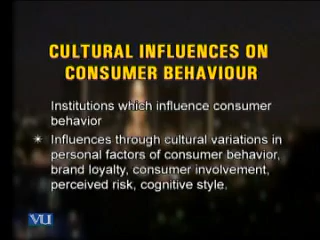 CULTURAL INFLUENCES ON
CONSUMER BEHAVIOUR
Institutions which influence consumer
behavior
✴ Influences through cultural variations in
personal factors of consumer behavior,
brand loyalty, consumer involvement,
perceived risk, cognitive style.
VU